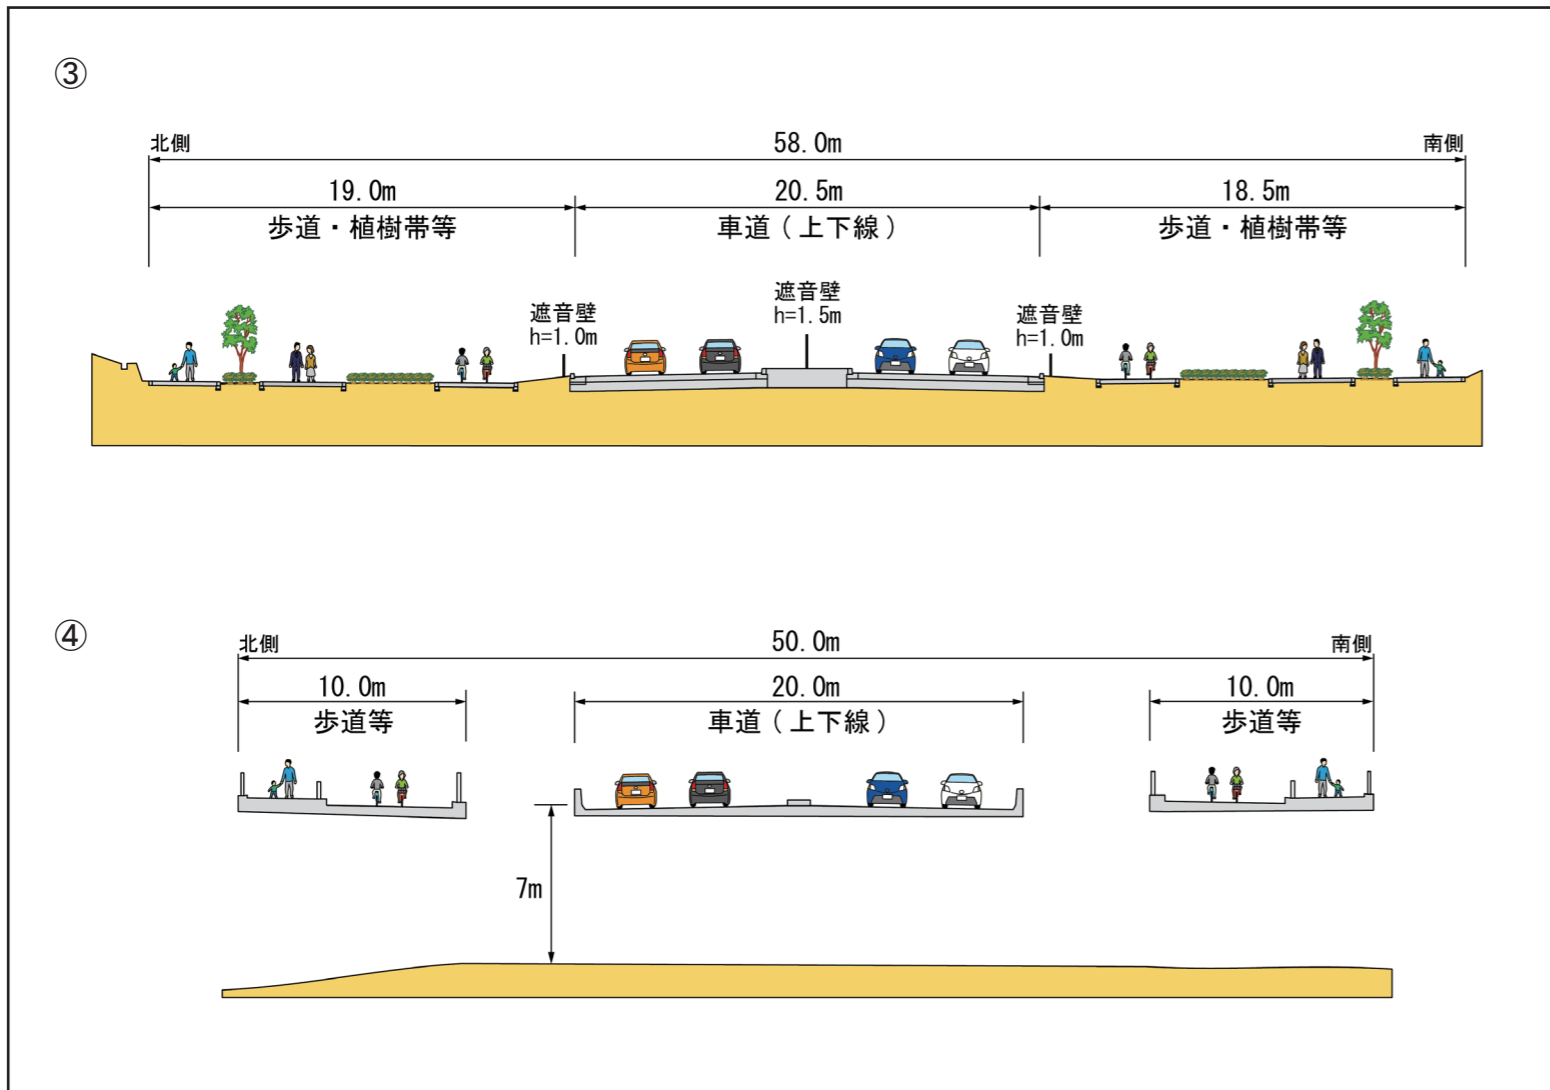 ③
北側 58.0m 南側
19.0m 20.5m 18.5m
歩道・植樹帯等 車道(上下線) 歩道・植樹帯等
遮音壁
h=1.0m
遮音壁
h=1.5m
遮音壁
h=1.0m
④
北側 50.0m 南側
10.0m 20.0m 10.0m
歩道等 車道(上下線) 歩道等
7m